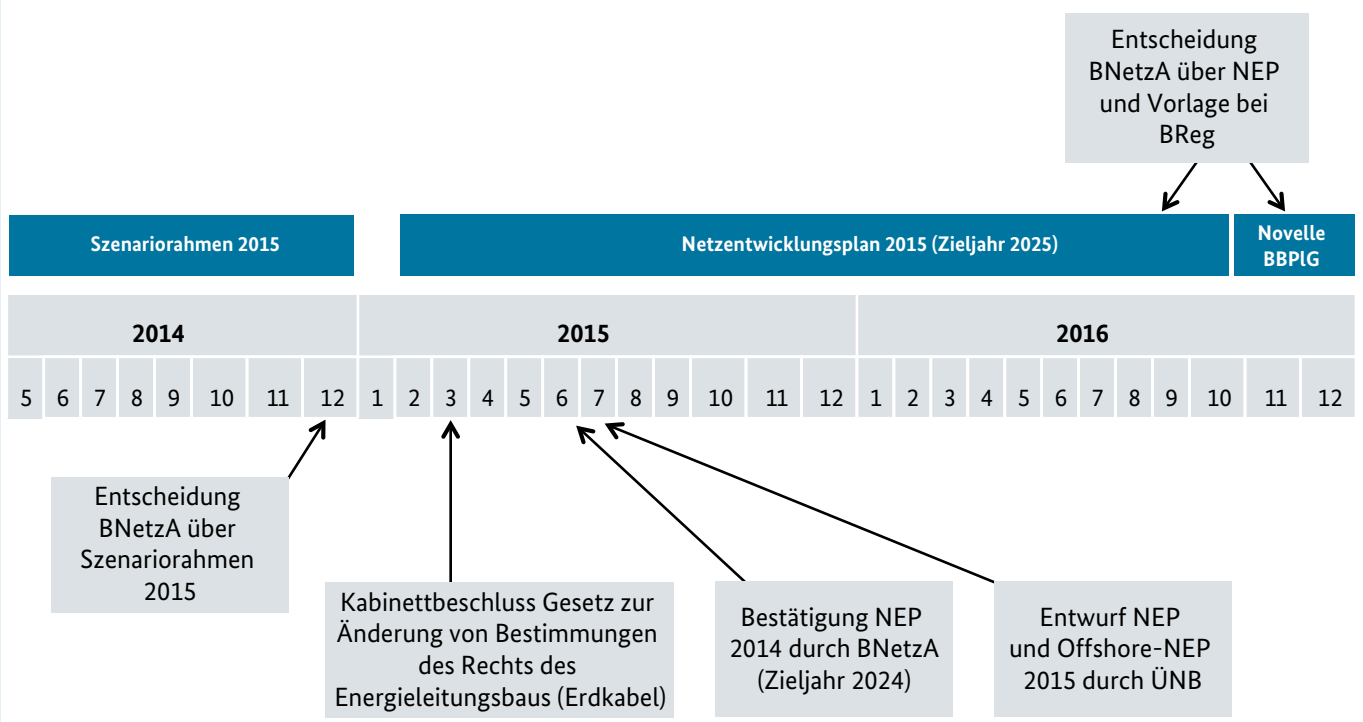 Entscheidung
BNetzA über NEP
und Vorlage bei
BReg
Szenariorahmen 2015
Netzentwicklungsplan 2015 (Zieljahr 2025)
Novelle
BBPlG
2014 2015 2016
5 6 7 8 9 10 11 12 1 2 3 4 5 6 7 8 9 10 11 12 1 2 3 4 5 6 7 8 9 10 11 12
Entscheidung
BNetzA über
Szenariorahmen
2015
Kabinettbeschluss Gesetz zur
Änderung von Bestimmungen
des Rechts des
Energieleitungsbaus (Erdkabel)
Bestätigung NEP
2014 durch BNetzA
(Zieljahr 2024)
Entwurf NEP
und Offshore-NEP
2015 durch ÜNB